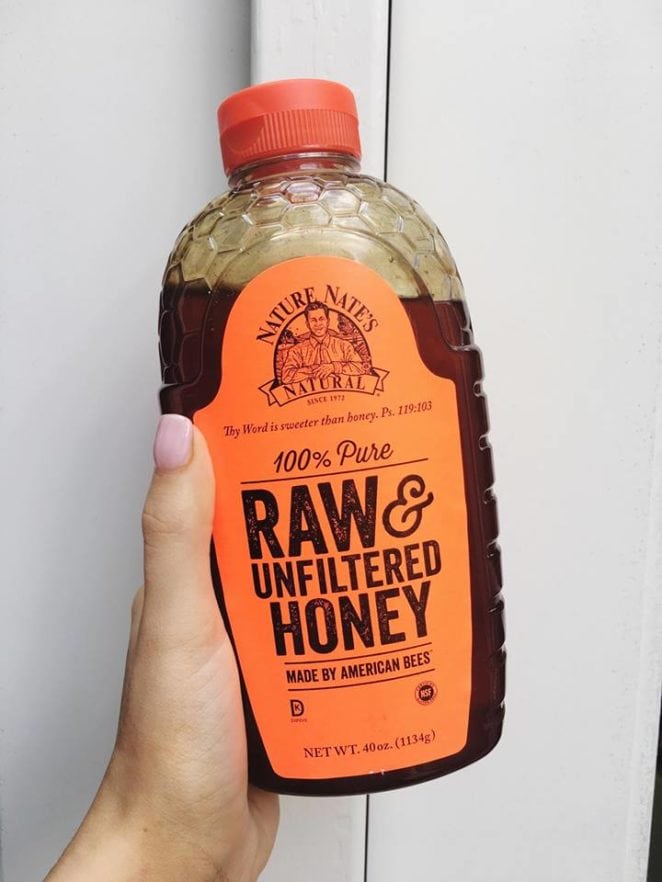 NATURE NATE'S
NATURAL
SINCE 1972
Thy Word is sweeter than honey. Ps. 119:103
100% Pure
RAW &
UNFILTERED
HONEY
MADE BY AMERICAN BEES
K
NSF
NET WT. 40oz. (1134g)